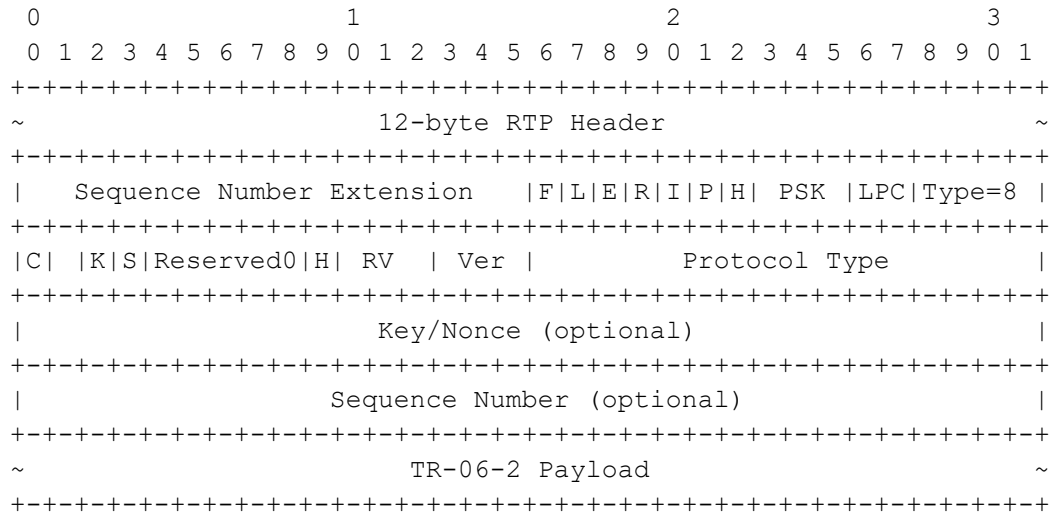 0                   1                   2                   3
 0 1 2 3 4 5 6 7 8 9 0 1 2 3 4 5 6 7 8 9 0 1 2 3 4 5 6 7 8 9 0 1
+-+-+-+-+-+-+-+-+-+-+-+-+-+-+-+-+-+-+-+-+-+-+-+-+-+-+-+-+-+-+-+-+
~                      12-byte RTP Header                       ~
+-+-+-+-+-+-+-+-+-+-+-+-+-+-+-+-+-+-+-+-+-+-+-+-+-+-+-+-+-+-+-+-+
|   Sequence Number Extension   |F|L|E|R|I|P|H| PSK |LPC|Type=8 |
+-+-+-+-+-+-+-+-+-+-+-+-+-+-+-+-+-+-+-+-+-+-+-+-+-+-+-+-+-+-+-+-+
|C| |K|S|Reserved0|H| RV  | Ver |         Protocol Type         |
+-+-+-+-+-+-+-+-+-+-+-+-+-+-+-+-+-+-+-+-+-+-+-+-+-+-+-+-+-+-+-+-+
|                      Key/Nonce (optional)                     |
+-+-+-+-+-+-+-+-+-+-+-+-+-+-+-+-+-+-+-+-+-+-+-+-+-+-+-+-+-+-+-+-+
|                   Sequence Number (optional)                  |
+-+-+-+-+-+-+-+-+-+-+-+-+-+-+-+-+-+-+-+-+-+-+-+-+-+-+-+-+-+-+-+-+
~                        TR-06-2 Payload                        ~
+-+-+-+-+-+-+-+-+-+-+-+-+-+-+-+-+-+-+-+-+-+-+-+-+-+-+-+-+-+-+-+-+